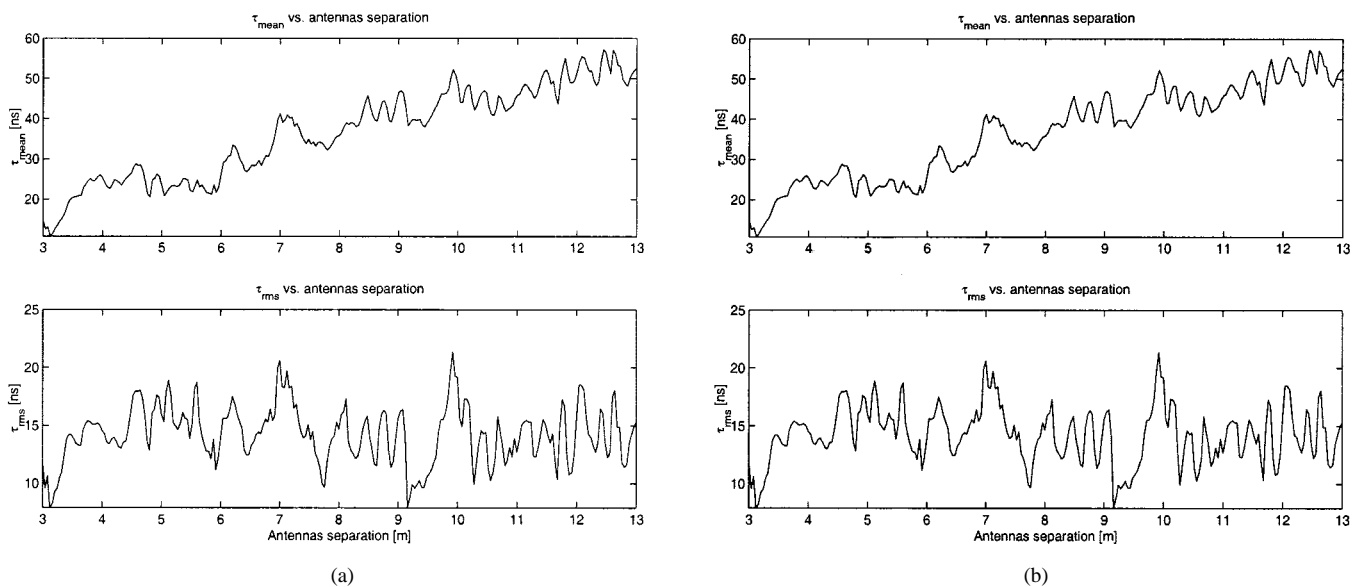 τmean vs. antennas separation
60
50
40
30
20
τmean [ns]
3 4 5 6 7 8 9 10 11 12 13
τrms vs. antennas separation
25
20
15
10
τrms [ns]
3 4 5 6 7 8 9 10 11 12 13
Antennas separation [m]
(a)
τmean vs. antennas separation
60
50
40
30
20
τmean [ns]
3 4 5 6 7 8 9 10 11 12 13
τrms vs. antennas separation
25
20
15
10
τrms [ns]
3 4 5 6 7 8 9 10 11 12 13
Antennas separation [m]
(b)